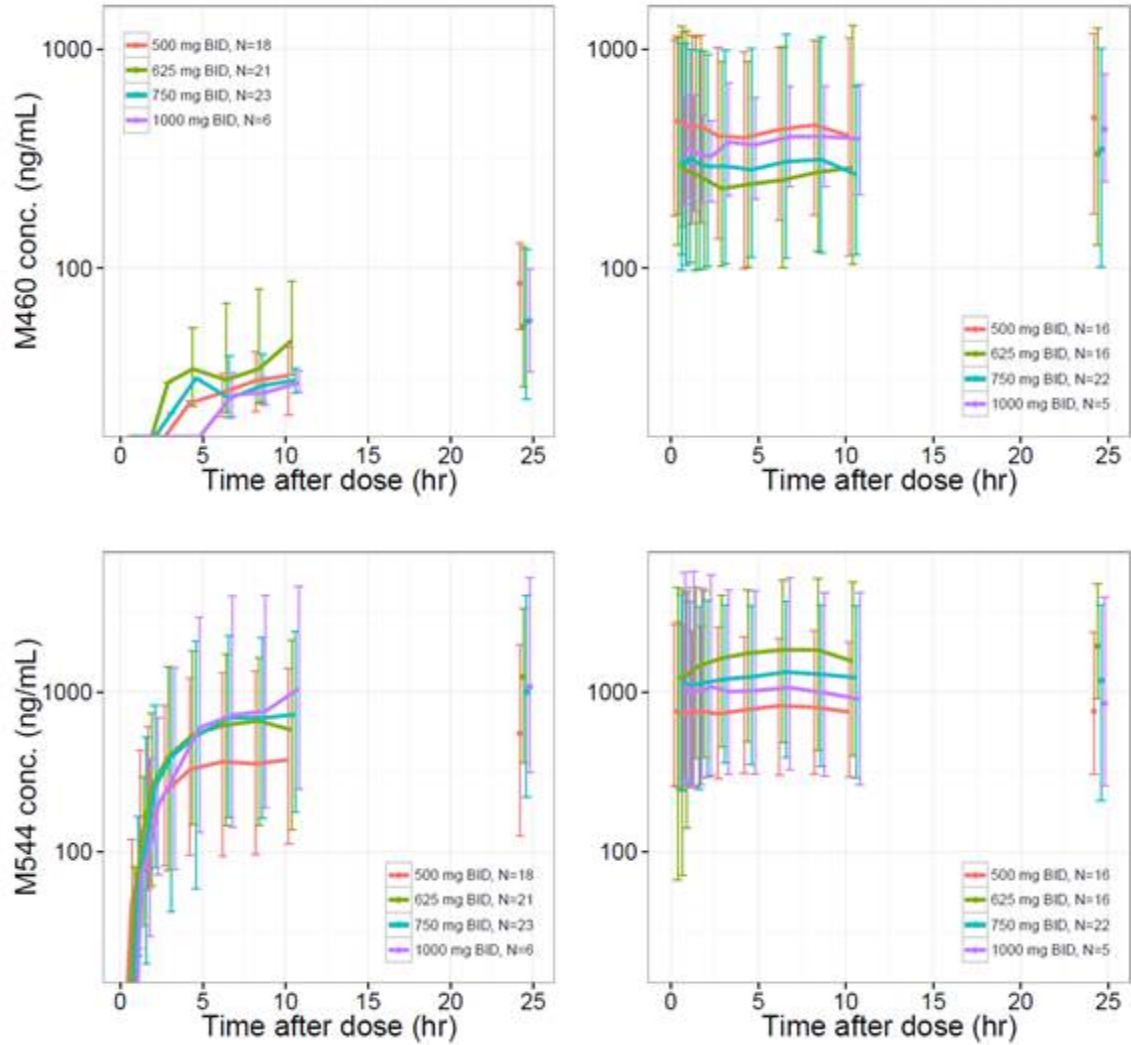 M460 conc. (ng/mL)
1000
100
500 mg BID, N=18
625 mg BID, N=21
750 mg BID, N=23
1000 mg BID, N=6
0 5 10 15 20 25
Time after dose (hr)
1000
100
500 mg BID, N=16
625 mg BID, N=16
750 mg BID, N=22
1000 mg BID, N=5
0 5 10 15 20 25
Time after dose (hr)
M544 conc. (ng/mL)
1000
100
500 mg BID, N=18
625 mg BID, N=21
750 mg BID, N=23
1000 mg BID, N=6
0 5 10 15 20 25
Time after dose (hr)
1000
100
500 mg BID, N=16
625 mg BID, N=16
750 mg BID, N=22
1000 mg BID, N=5
0 5 10 15 20 25
Time after dose (hr)